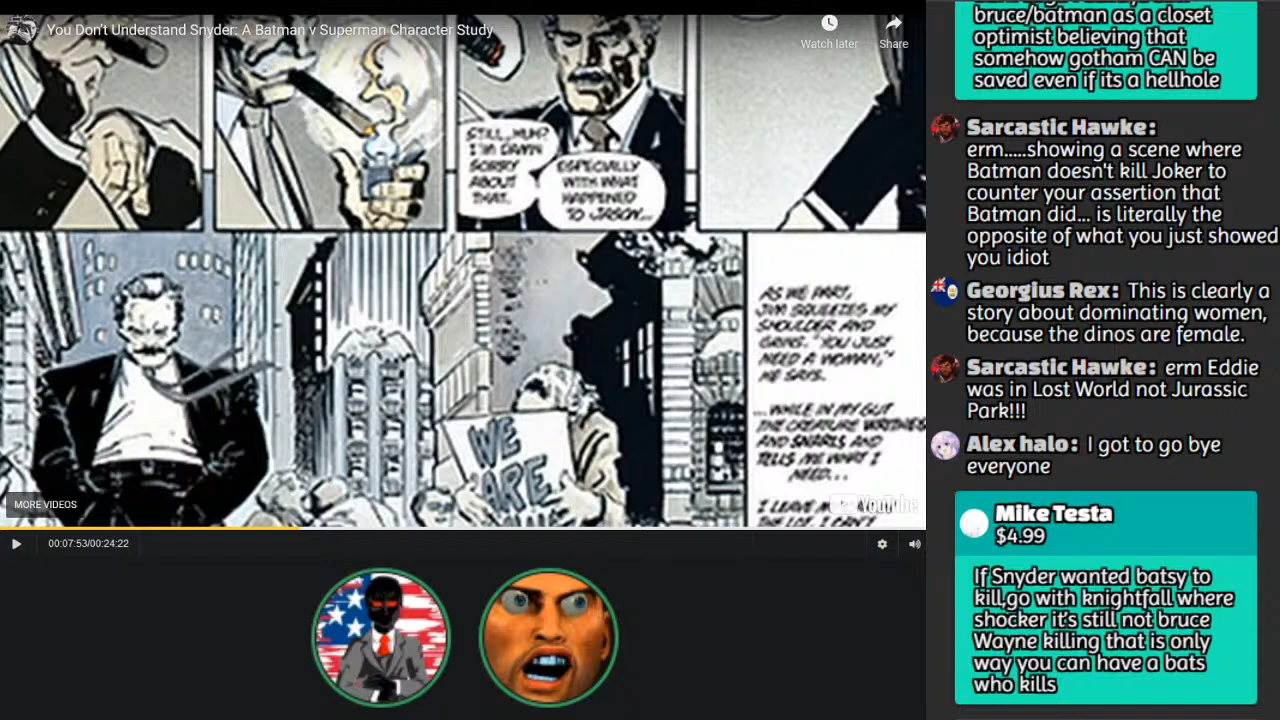 You Don't Understand Snyder: A Batman v Superman Character Study
Watch later
Share
STILL, HUH?
I'M DAMN
SORRY
ABOUT
THAT.
ESPECIALLY
WITH WHAT
HAPPENED
TO JASON...
AS WE PART,
JIM SQUEEZES MY
SHOULDER AND
GRINS. "YOU JUST
NEED A WOMAN,"
HE SAYS.
...WHILE IN MY GUT
THE CREATURE WRITHES
AND SNARLS AND
TELLS ME WHAT I
NEED...
I LEAVE
THE LOT. I CAN'T
WE
ARE
MORE VIDEOS
YouTube
00:07:53/00:24:22
bruce/batman as a closet
optimist believing that
somehow gotham CAN be
saved even if its a hellhole
Sarcastic Hawke:
erm.....showing a scene where
Batman doesn't kill Joker to
counter your assertion that
Batman did... is literally the
opposite of what you just showed
you idiot
Georgius Rex: This is clearly a
story about dominating women,
because the dinos are female.
Sarcastic Hawke: erm Eddie
was in Lost World not Jurassic
Park!!!
Alex halo: I got to go bye
everyone
Mike Testa
$4.99
If Snyder wanted batsy to
kill,go with knightfall where
shocker it's still not bruce
Wayne killing that is only
way you can have a bats
who kills